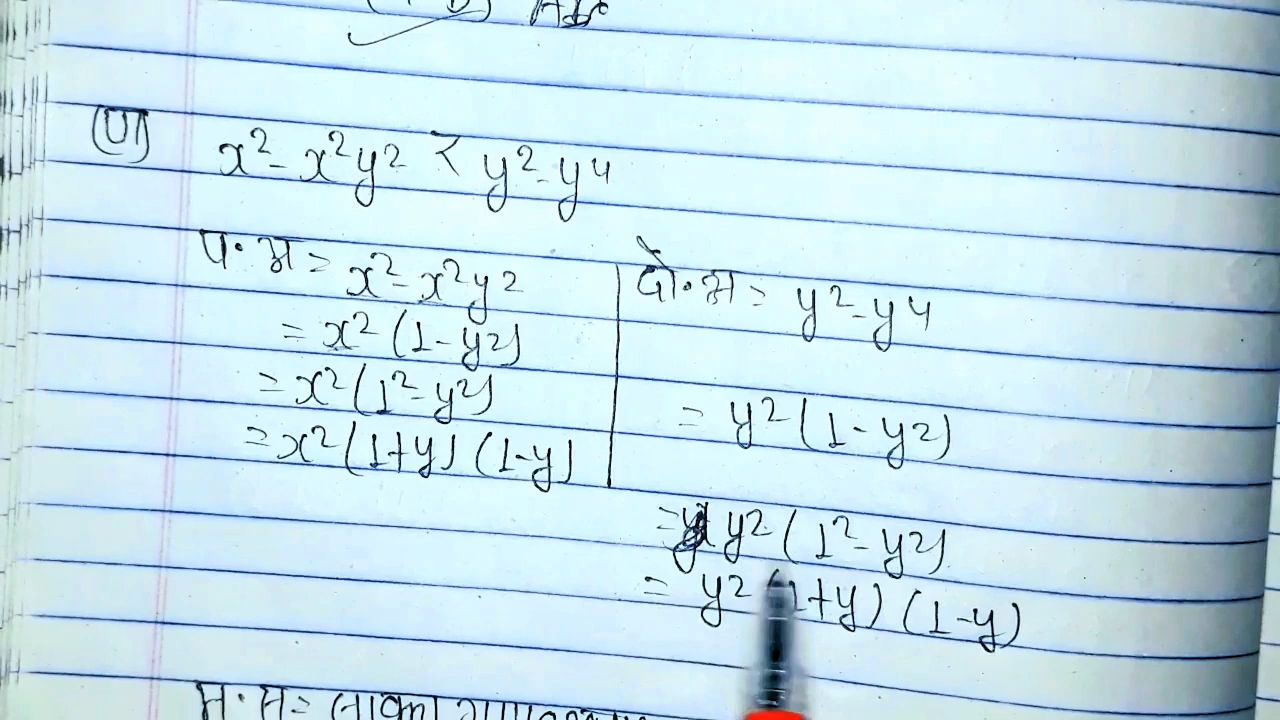 (ण) x² - x²y² र y² - y⁴
प. अ = x² - x²y²
= x² (1 - y²)
= x² (1² - y²)
= x² (1+y) (1-y)
दो. अ = y² - y⁴
= y² (1 - y²)
= y² (1² - y²)
= y² (1+y) (1-y)
म. स =